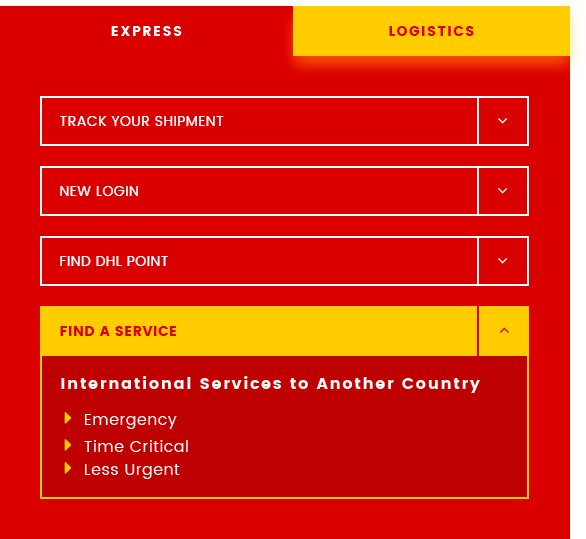 EXPRESS
LOGISTICS
TRACK YOUR SHIPMENT
NEW LOGIN
FIND DHL POINT
FIND A SERVICE
International Services to Another Country
Emergency
Time Critical
Less Urgent